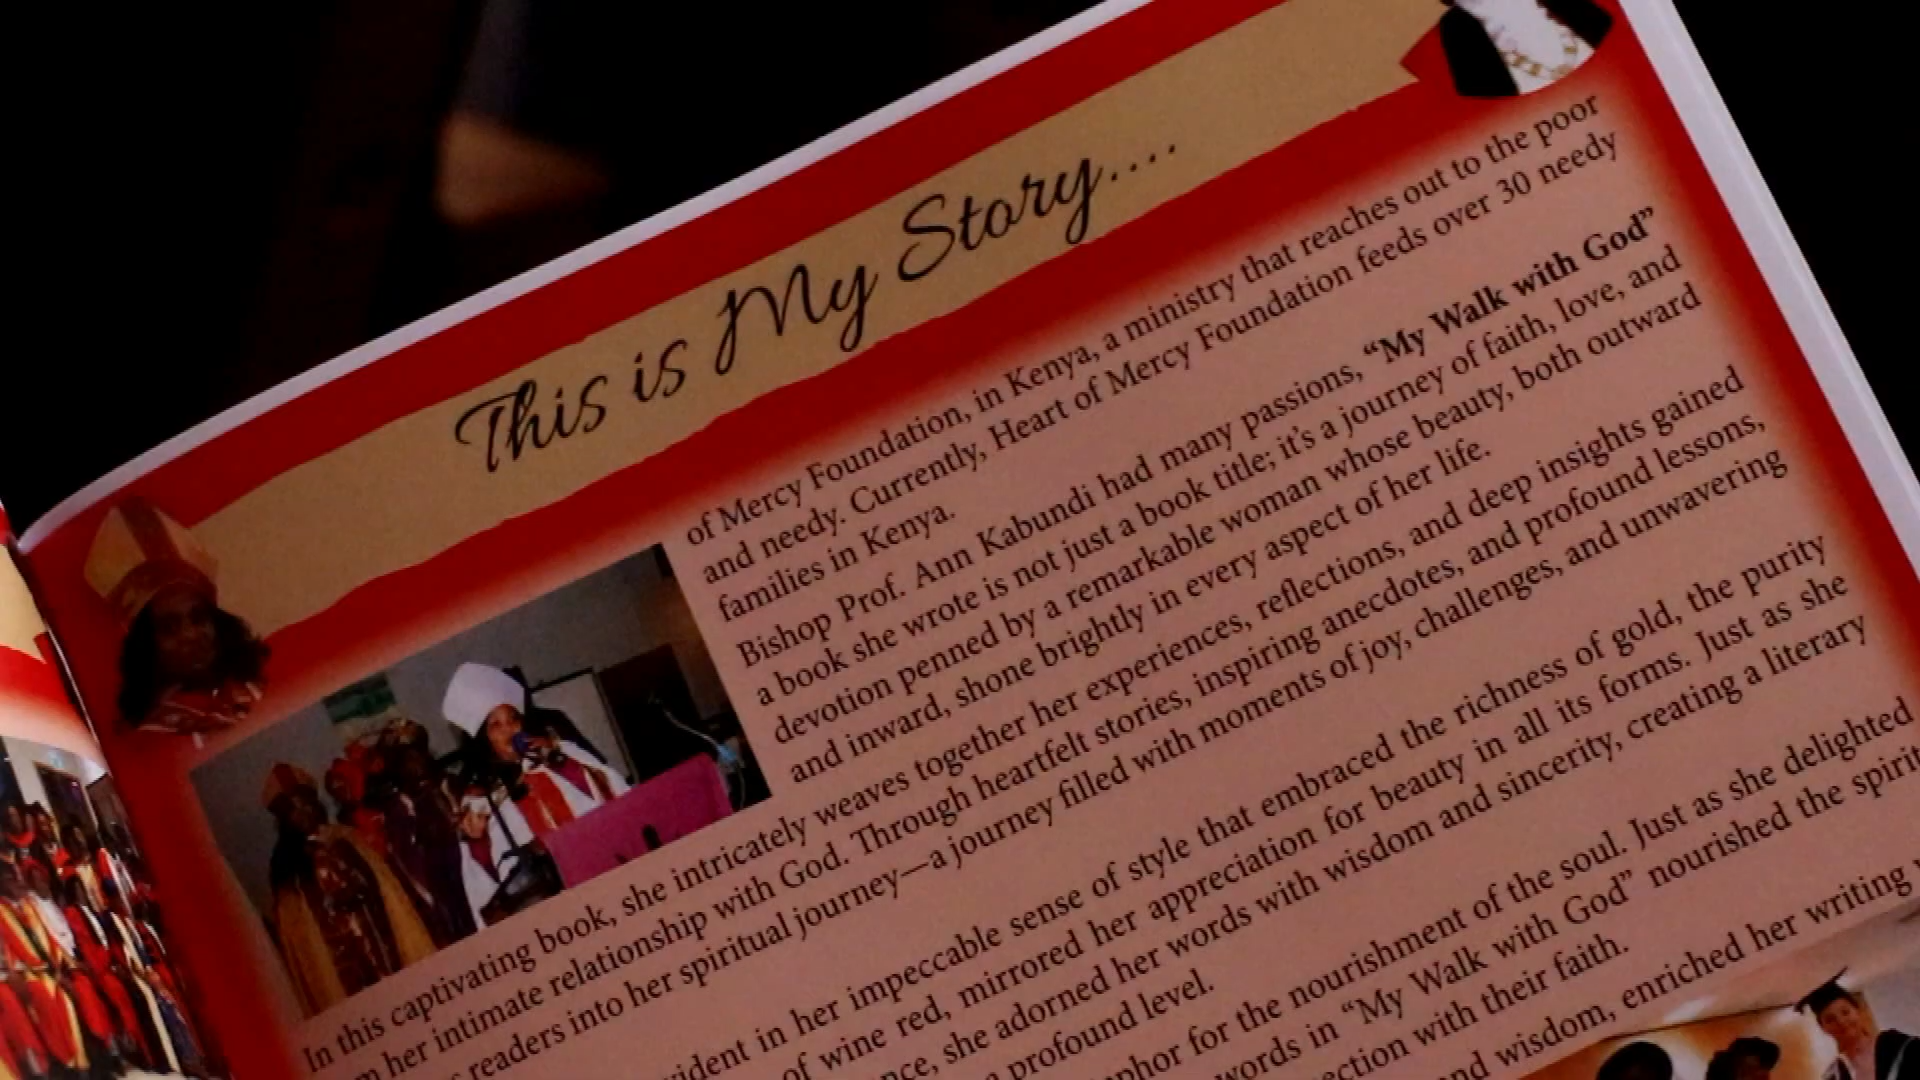 This is My Story....
of Mercy Foundation, in Kenya, a ministry that reaches out to the poor
and needy. Currently, Heart of Mercy Foundation feeds over 30 needy
families in Kenya.
Bishop Prof. Ann Kabundi had many passions, “My Walk with God”
a book she wrote is not just a book title; it’s a journey of faith, love, and
devotion penned by a remarkable woman whose beauty, both outward
and inward, shone brightly in every aspect of her life.
In this captivating book, she intricately weaves together her experiences, reflections, and deep insights gained
her intimate relationship with God. Through heartfelt stories, inspiring anecdotes, and profound lessons,
readers into her spiritual journey—a journey filled with moments of joy, challenges, and unwavering
in her impeccable sense of style that embraced the richness of gold, the purity
of wine red, mirrored her appreciation for beauty in all its forms. Just as she
she adorned her words with wisdom and sincerity, creating a literary
profound level.
for the nourishment of the soul. Just as she delighted
words in “My Walk with God” nourished the spirit
with their faith.
wisdom, enriched her writing